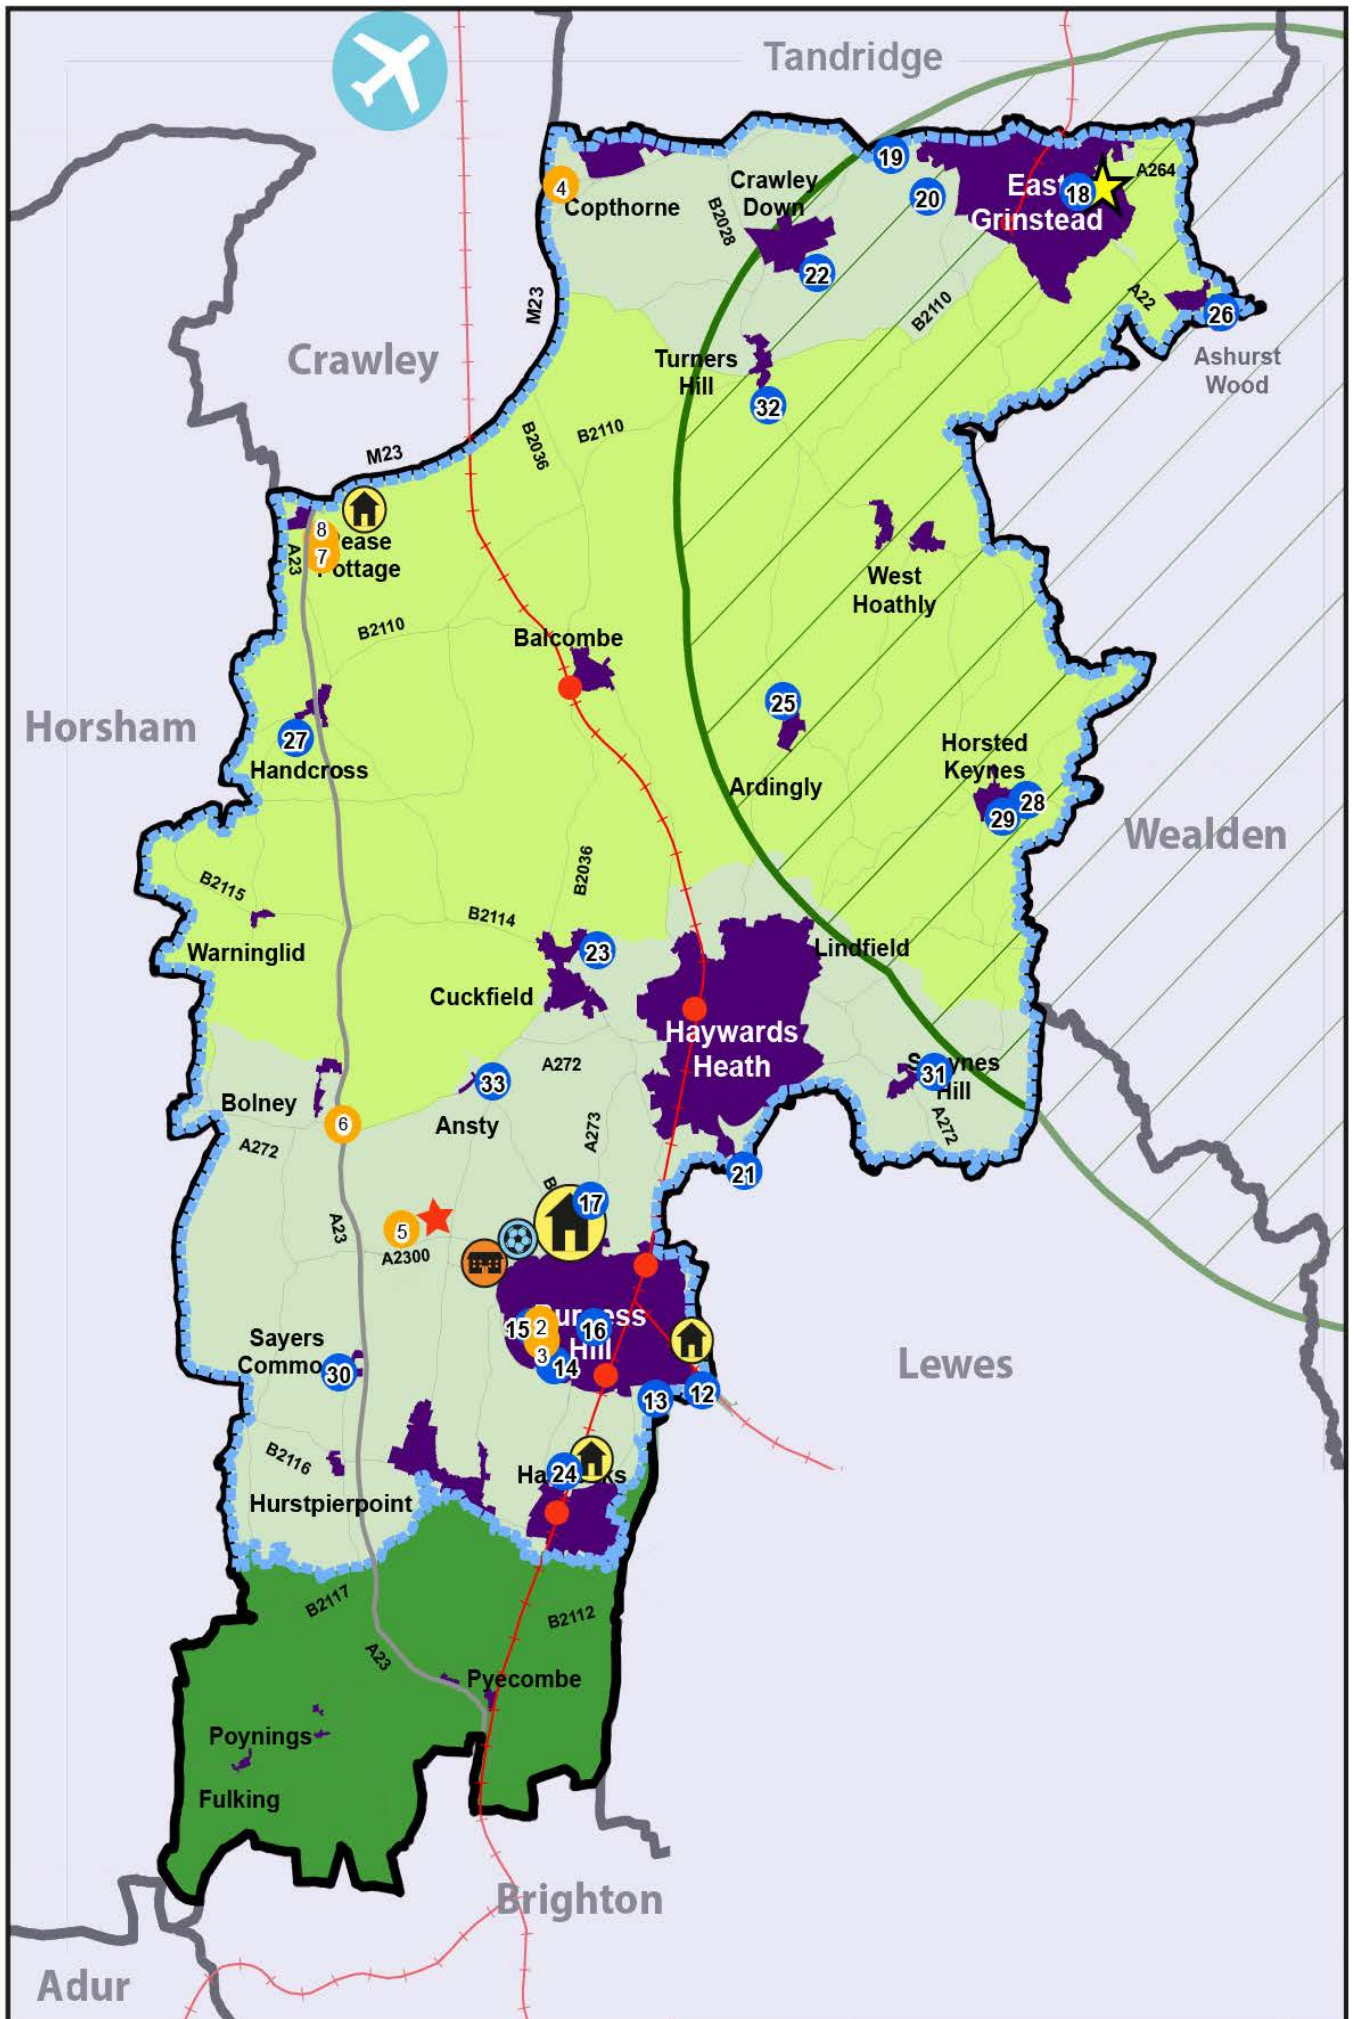 Tandridge
19
A264
4
Crawley
Down
18
20
East
Copthorne
B2028
Grinstead
22
M23
A22
B2110
26
Crawley
Turners
Hill
Ashurst
Wood
32
B2036
B2110
M23
8
7
A23
West
Hoathly
B2110
Balcombe
25
Horsham
27
Handcross
Horsted
Keynes
Ardingly
28
29
Wealden
B2036
B2115
B2114
Warninglid
23
Lindfield
Cuckfield
Haywards
Heath
A272
33
31
Hill
Bolney
6
Ansty
A273
A272
A272
21
17
5
A23
A2300
15
2
16
Hill
3
14
Sayers
30
Lewes
13
12
B2116
24
Hurstpierpoint
B2117
B2112
A23
Pyecombe
Poynings
Fulking
Brighton
Adur